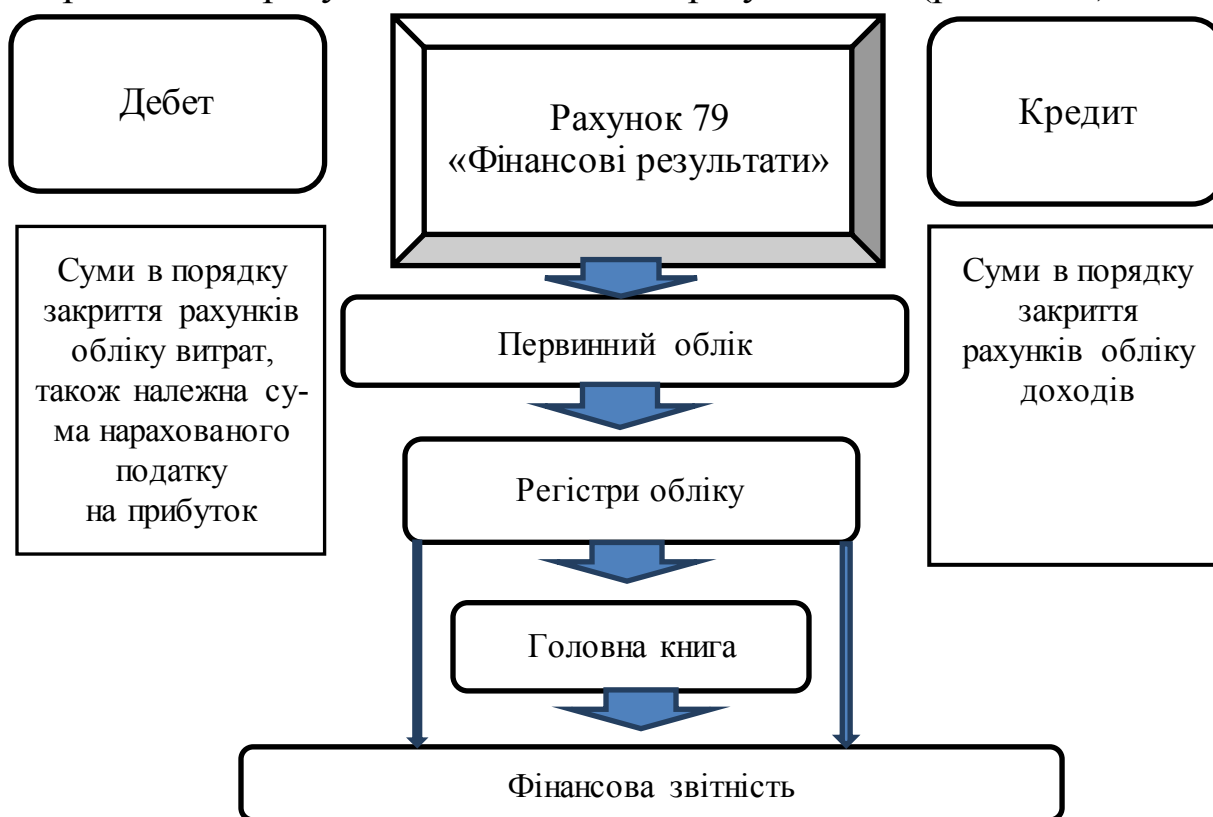 Дебет
Рахунок 79
«Фінансові результати»
Кредит
Суми в порядку
закриття рахунків
обліку витрат,
також належна су-
ма нарахованого
податку
на прибуток
Суми в порядку
закриття
рахунків обліку
доходів
Первинний облік
Регістри обліку
Головна книга
Фінансова звітність